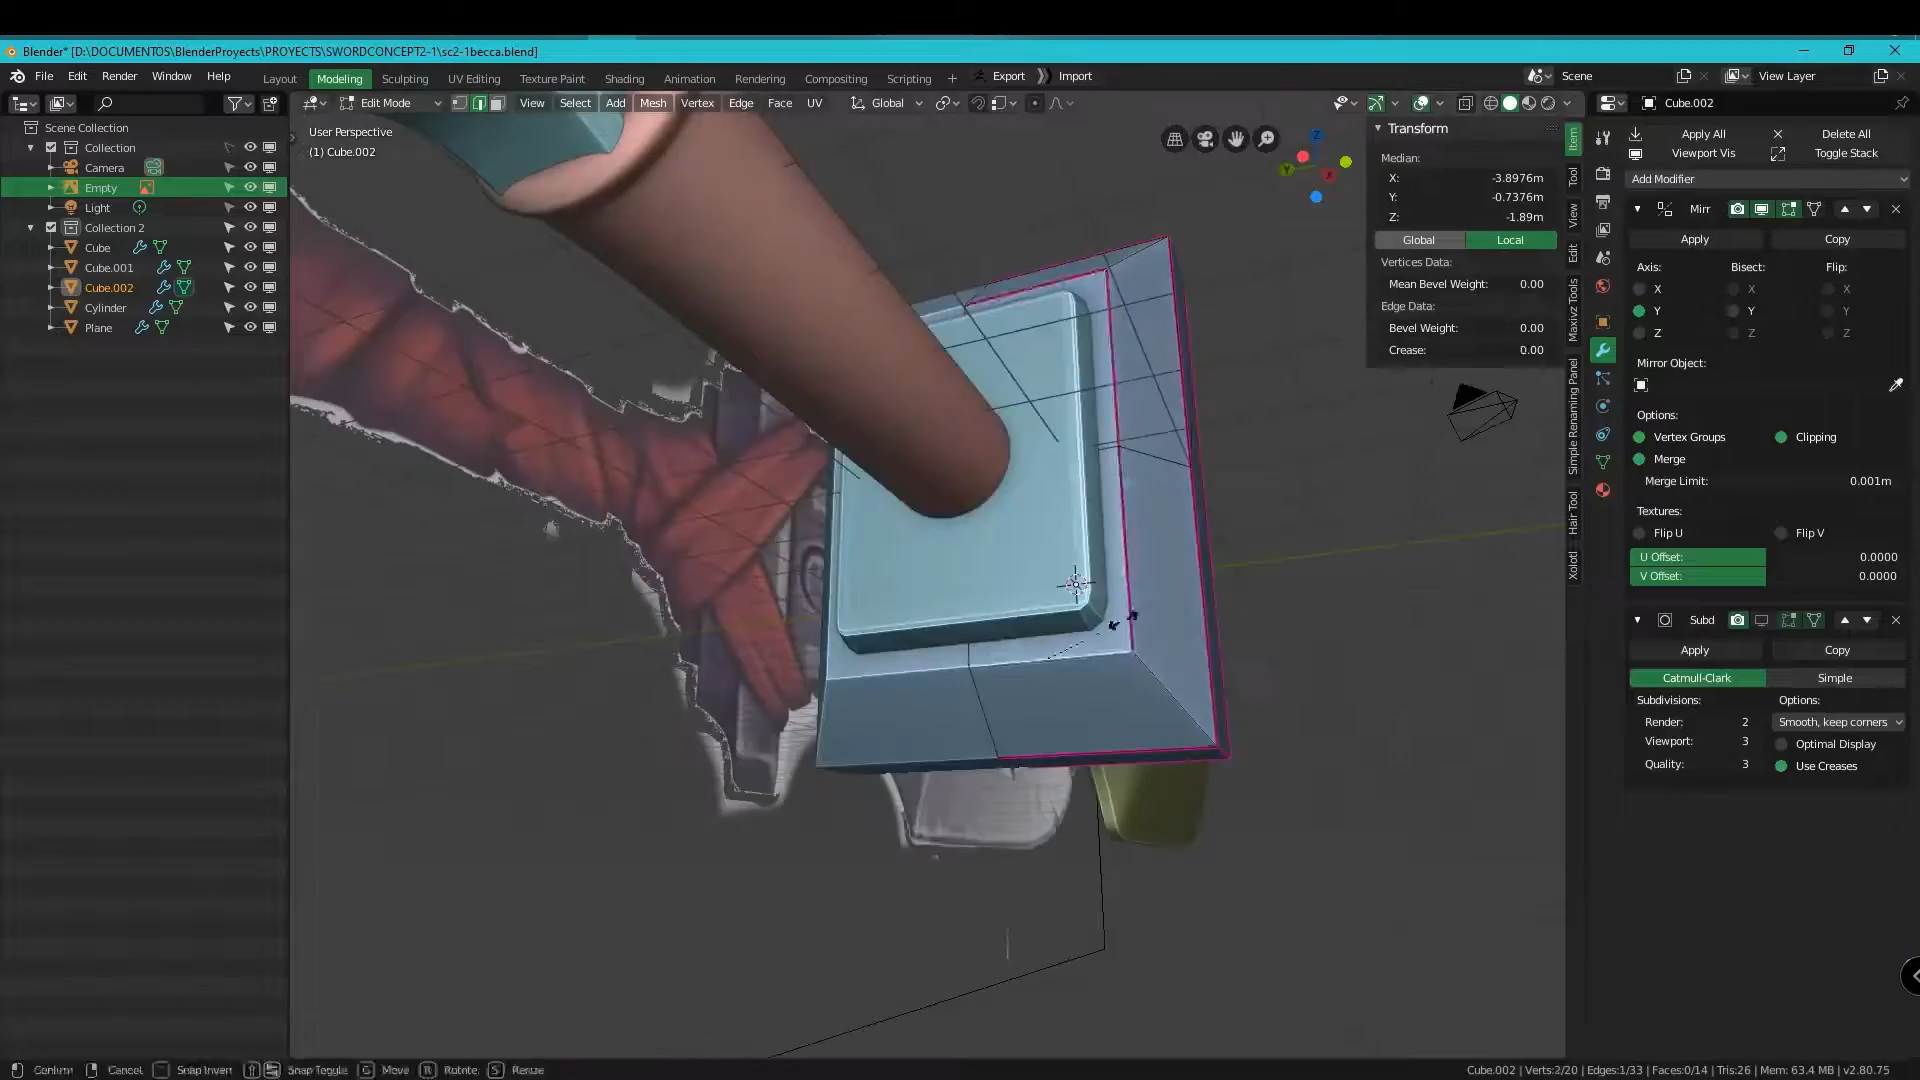 Blender* [D:\DOCUMENTOS\BlenderProyects\PROYECTS\SWORDCONCEPT2-1\sc2-1becca.blend]
File Edit Render Window Help Layout Modeling Sculpting UV Editing Texture Paint Shading Animation Rendering Compositing Scripting + Export Import Scene View Layer
Edit Mode View Select Add Mesh Vertex Edge Face UV Global Cube.002
Scene Collection
Collection
Camera
Empty
Light
Collection 2
Cube
Cube.001
Cube.002
Cylinder
Plane
User Perspective
(1) Cube.002
Transform
Median:
X: -3.8976m
Y: -0.7376m
Z: -1.89m
Global Local
Vertices Data:
Mean Bevel Weight: 0.00
Edge Data:
Bevel Weight: 0.00
Crease: 0.00
Item
Tool
View
Edit
Maxivz Tools
Simple Renaming Panel
Hair Tool
Xolotl
Apply All Delete All
Viewport Vis Toggle Stack
Add Modifier
Mirr
Apply Copy
Axis: Bisect: Flip:
X X X
Y Y Y
Z Z Z
Mirror Object:
Options:
Vertex Groups Clipping
Merge
Merge Limit: 0.001m
Textures:
Flip U Flip V
U Offset: 0.0000
V Offset: 0.0000
Subd
Apply Copy
Catmull-Clark Simple
Subdivisions: Options:
Render: 2 Smooth, keep corners
Viewport: 3 Optimal Display
Quality: 3 Use Creases
Confirm Cancel Snap Invert Snap Toggle G Move R Rotate S Resize
Cube.002 | Verts:2/20 | Edges:1/33 | Faces:0/14 | Tris:26 | Mem: 63.4 MB | v2.80.75